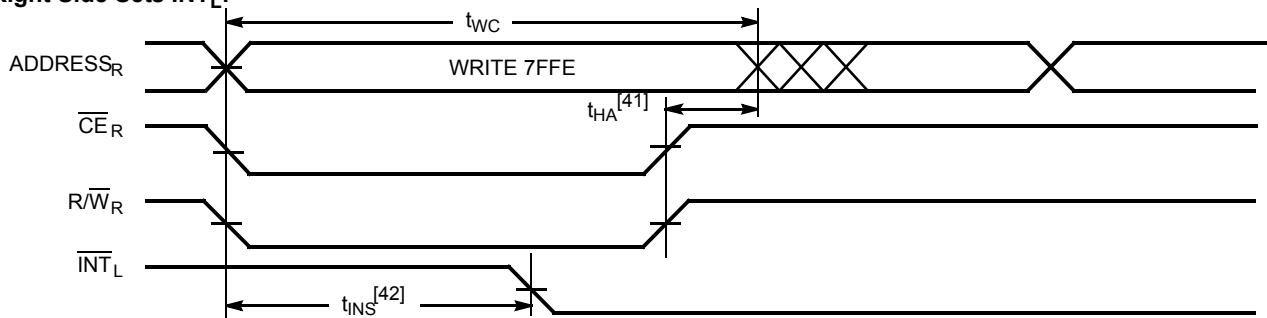 Right Side Sets INTL:
tWC
ADDRESSR
WRITE 7FFE
tHA[41]
CER
R/WR
INTL
tINS[42]